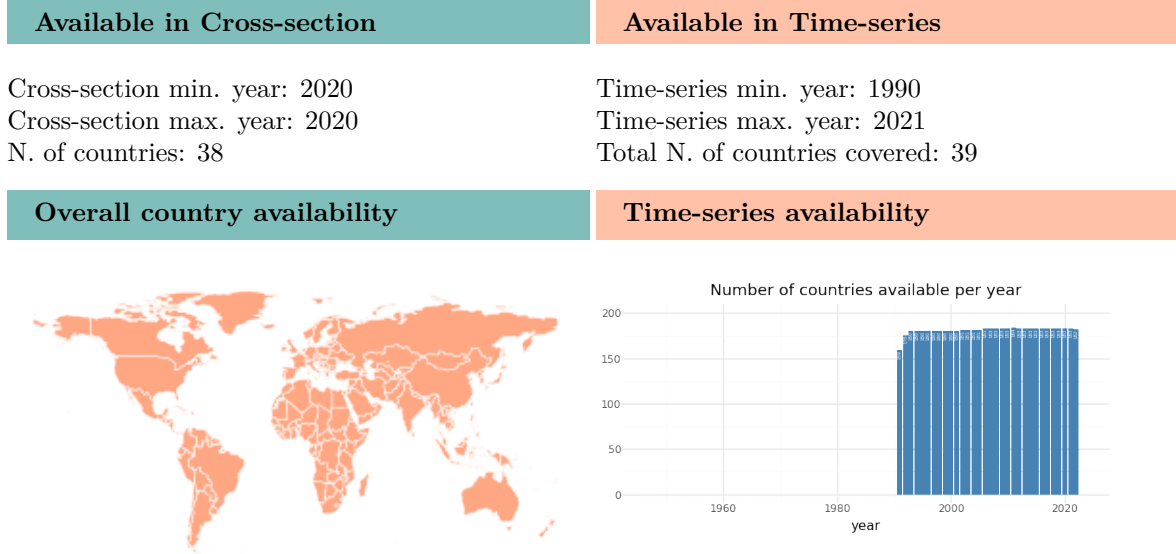 Available in Cross-section
Available in Time-series
Cross-section min. year: 2020
Cross-section max. year: 2020
N. of countries: 38
Time-series min. year: 1990
Time-series max. year: 2021
Total N. of countries covered: 39
Overall country availability
Time-series availability
Number of countries available per year
200
150
100
50
0
1960
1980
2000
2020
year